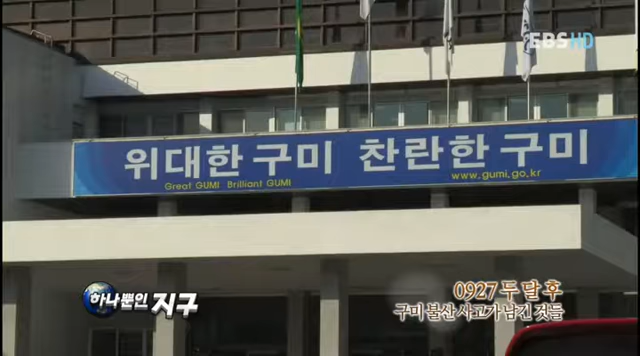 EBS HD
위대한 구미 찬란한 구미
Great GUMI Brilliant GUMI
www.gumi.go.kr
하나뿐인 지구
0927 두 달 후
구미 불산 사고가 남긴 것들